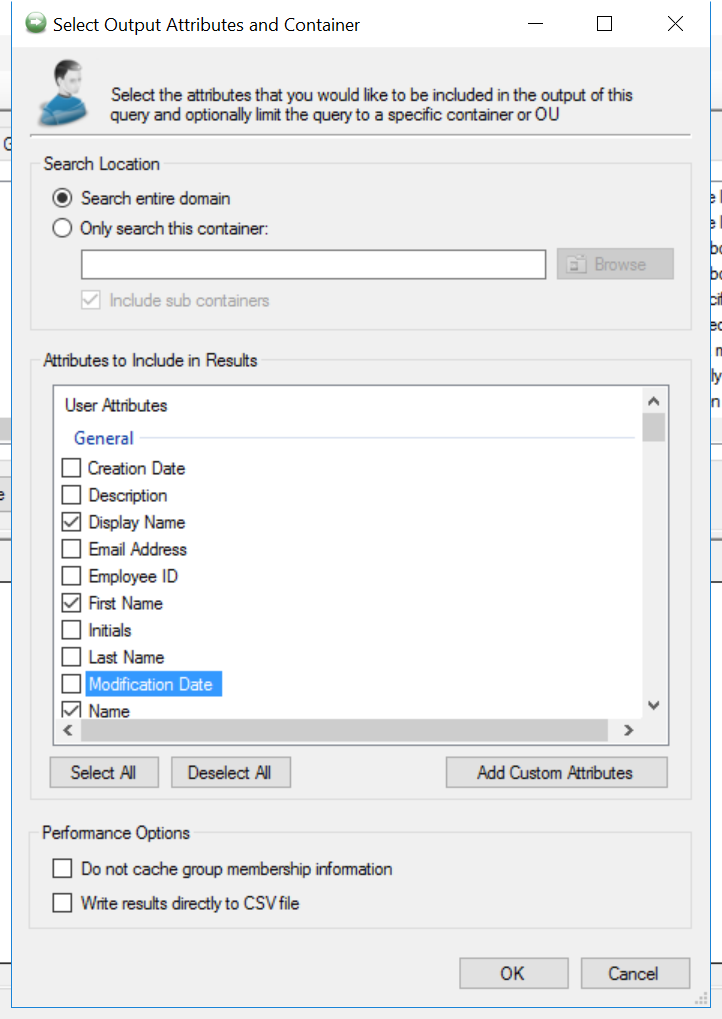 Select Output Attributes and Container
Select the attributes that you would like to be included in the output of this
query and optionally limit the query to a specific container or OU
Search Location
Search entire domain
Only search this container:
Browse
Include sub containers
Attributes to Include in Results
User Attributes
General
Creation Date
Description
Display Name
Email Address
Employee ID
First Name
Initials
Last Name
Modification Date
Name
Select All
Deselect All
Add Custom Attributes
Performance Options
Do not cache group membership information
Write results directly to CSV file
OK
Cancel